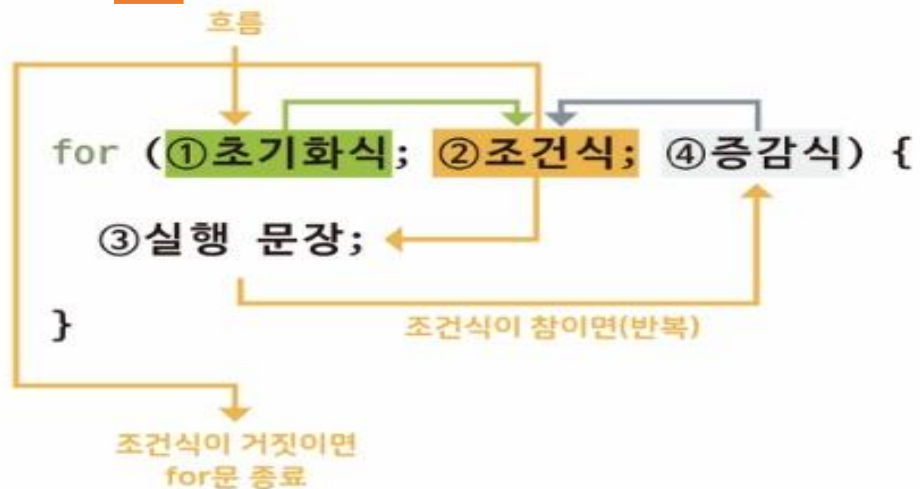 흐름
for (①초기화식; ②조건식; ④증감식) {
③실행 문장;
}
조건식이 참이면(반복)
조건식이 거짓이면
for문 종료